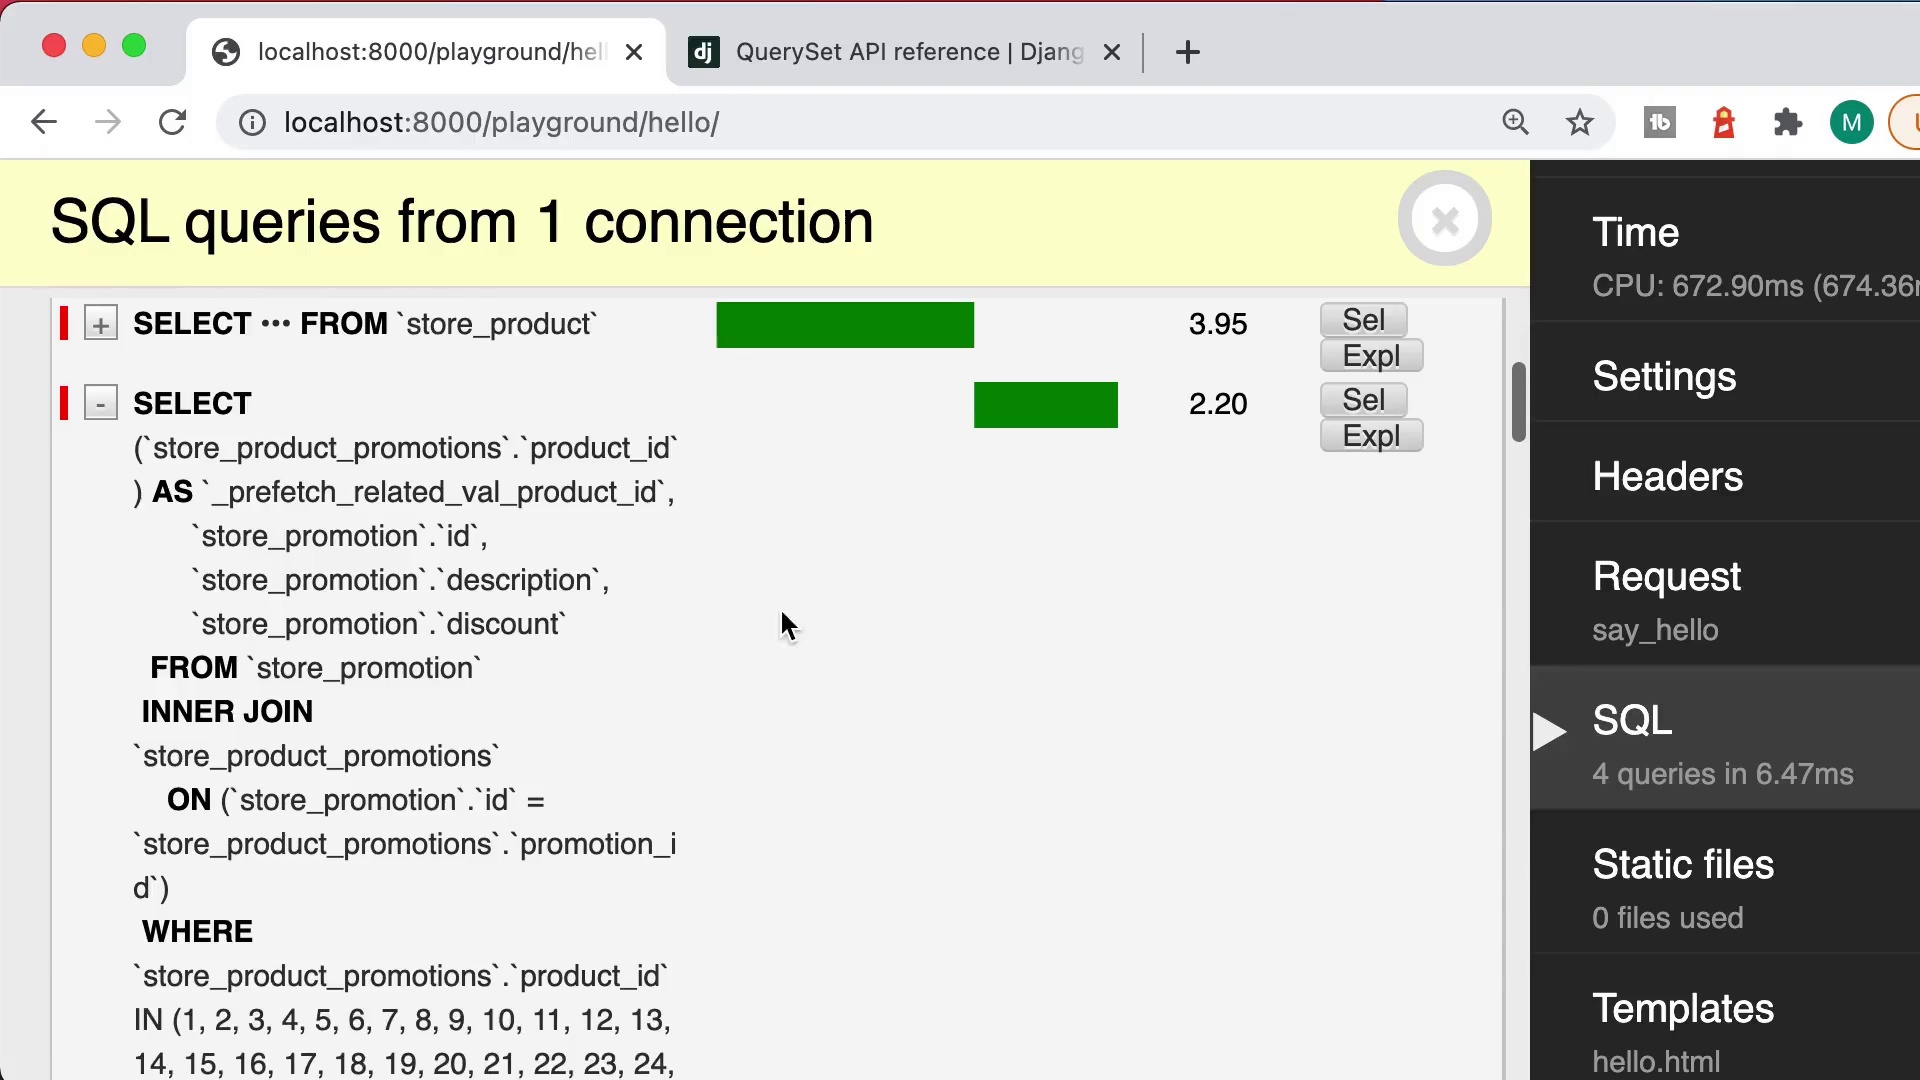 localhost:8000/playground/hel
QuerySet API reference | Djang
localhost:8000/playground/hello/
M
SQL queries from 1 connection
+ SELECT ••• FROM `store_product` 3.95 Sel
Expl
- SELECT 2.20 Sel
Expl
(`store_product_promotions`.`product_id`
) AS `_prefetch_related_val_product_id`,
`store_promotion`.`id`,
`store_promotion`.`description`,
`store_promotion`.`discount`
FROM `store_promotion`
INNER JOIN
`store_product_promotions`
ON (`store_promotion`.`id` =
`store_product_promotions`.`promotion_i
d`)
WHERE
`store_product_promotions`.`product_id`
IN (1, 2, 3, 4, 5, 6, 7, 8, 9, 10, 11, 12, 13,
14, 15, 16, 17, 18, 19, 20, 21, 22, 23, 24,
Time
CPU: 672.90ms (674.36
Settings
Headers
Request
say_hello
SQL
4 queries in 6.47ms
Static files
0 files used
Templates
hello.html